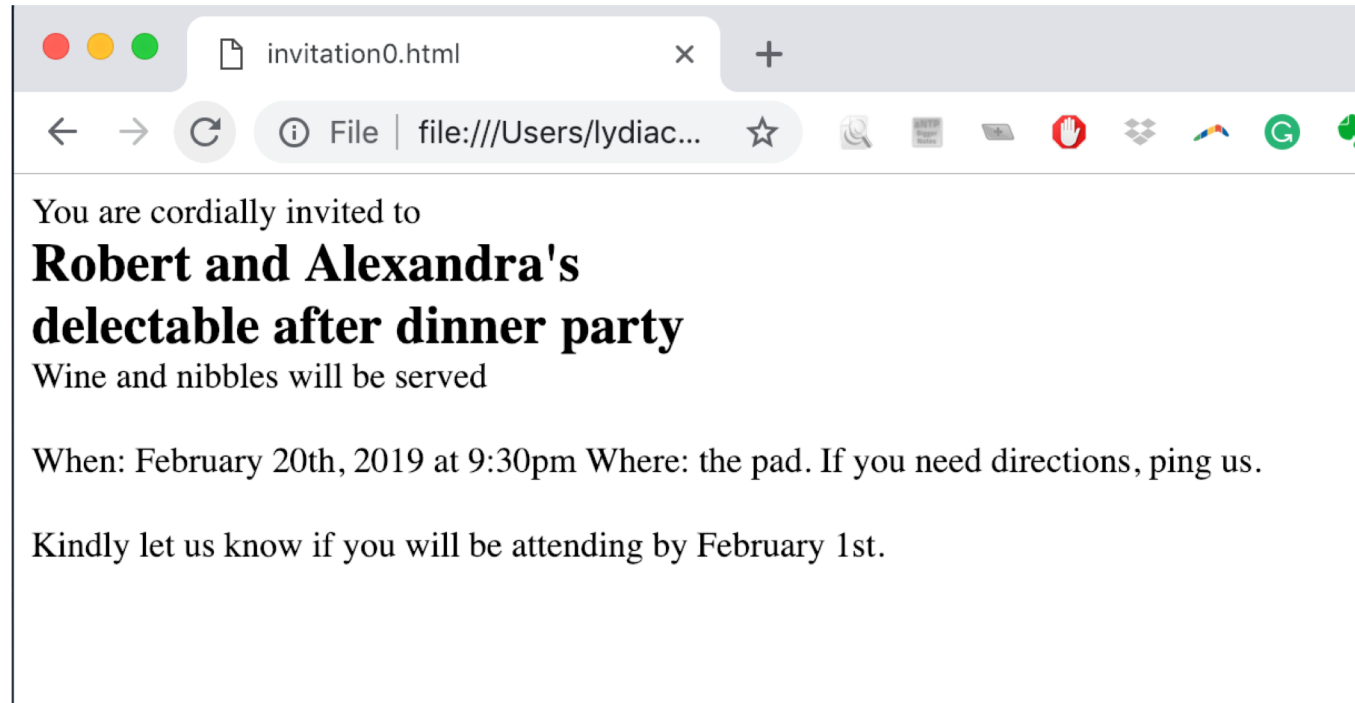 invitation0.html
File file:///Users/lydiac...
You are cordially invited to
Robert and Alexandra's
delectable after dinner party
Wine and nibbles will be served
When: February 20th, 2019 at 9:30pm Where: the pad. If you need directions, ping us.
Kindly let us know if you will be attending by February 1st.